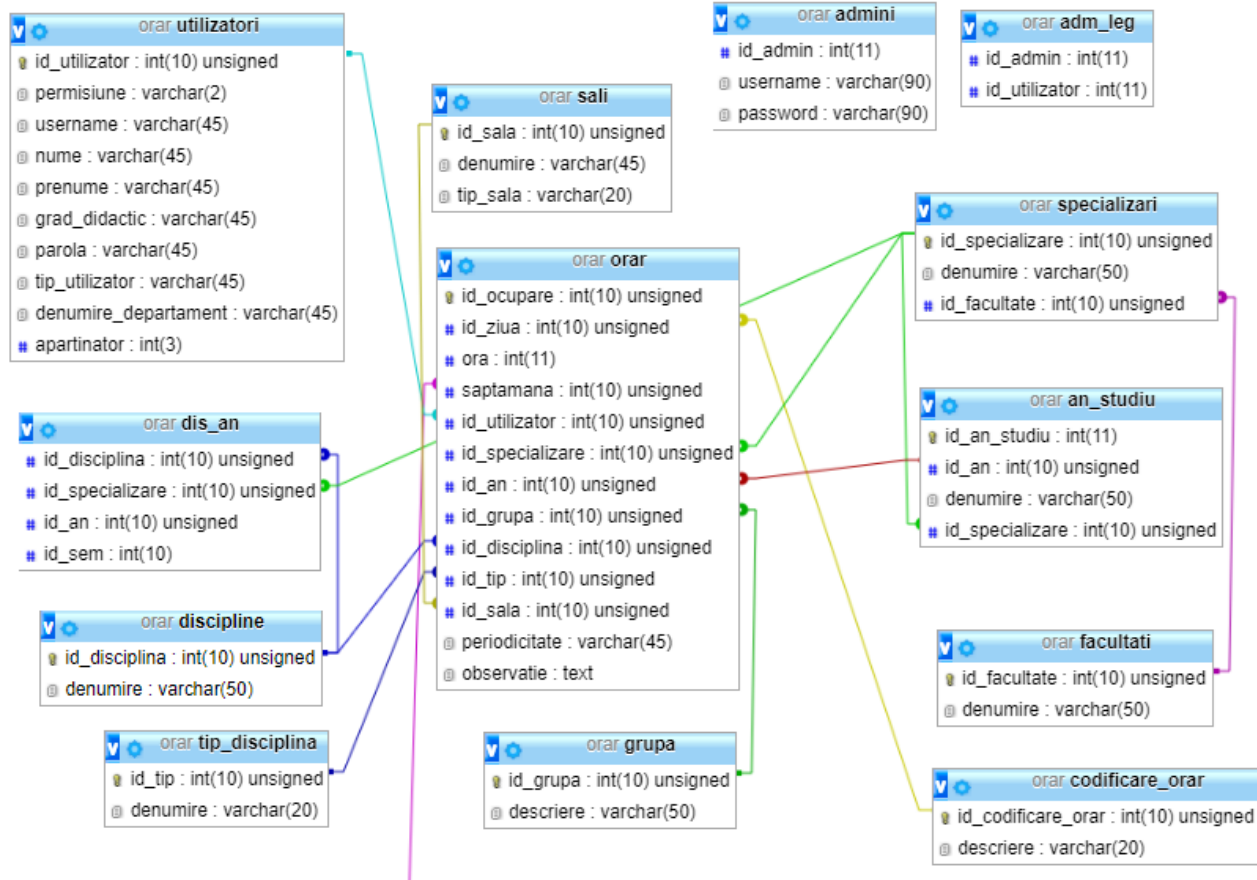 orar utilizatori
id_utilizator : int(10) unsigned
permisiune : varchar(2)
username : varchar(45)
nume : varchar(45)
prenume : varchar(45)
grad_didactic : varchar(45)
parola : varchar(45)
tip_utilizator : varchar(45)
denumire_departament : varchar(45)
apartinator : int(3)
orar sali
id_sala : int(10) unsigned
denumire : varchar(45)
tip_sala : varchar(20)
orar admini
id_admin : int(11)
username : varchar(90)
password : varchar(90)
orar adm_leg
id_admin : int(11)
id_utilizator : int(11)
orar specializari
id_specializare : int(10) unsigned
denumire : varchar(50)
id_facultate : int(10) unsigned
orar orar
id_ocupare : int(10) unsigned
id_ziua : int(10) unsigned
ora : int(11)
saptamana : int(10) unsigned
id_utilizator : int(10) unsigned
id_specializare : int(10) unsigned
id_an : int(10) unsigned
id_grupa : int(10) unsigned
id_disciplina : int(10) unsigned
id_tip : int(10) unsigned
id_sala : int(10) unsigned
periodicitate : varchar(45)
observatie : text
orar an_studiu
id_an_studiu : int(11)
id_an : int(10) unsigned
denumire : varchar(50)
id_specializare : int(10) unsigned
orar dis_an
id_disciplina : int(10) unsigned
id_specializare : int(10) unsigned
id_an : int(10) unsigned
id_sem : int(10)
orar discipline
id_disciplina : int(10) unsigned
denumire : varchar(50)
orar facultati
id_facultate : int(10) unsigned
denumire : varchar(50)
orar tip_disciplina
id_tip : int(10) unsigned
denumire : varchar(20)
orar grupa
id_grupa : int(10) unsigned
descriere : varchar(50)
orar codificare_orar
id_codificare_orar : int(10) unsigned
descriere : varchar(20)